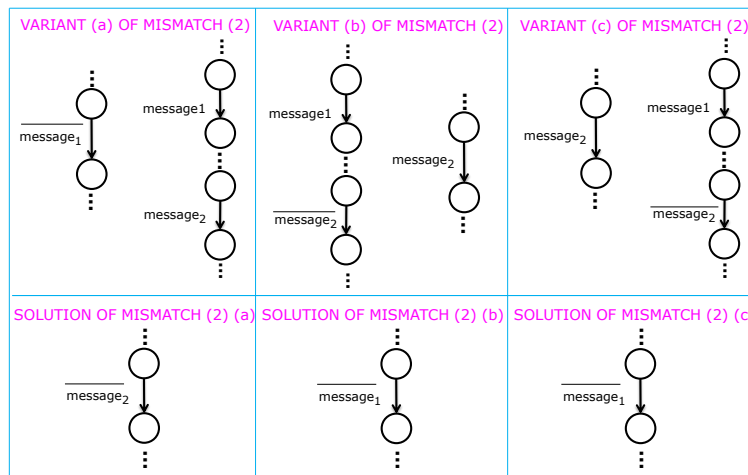 VARIANT (a) OF MISMATCH (2)
message1
message₁
message₂
VARIANT (b) OF MISMATCH (2)
message1
message₂
message₂
VARIANT (c) OF MISMATCH (2)
message1
message₂
message₂
SOLUTION OF MISMATCH (2) (a)
message₂
SOLUTION OF MISMATCH (2) (b)
message₁
SOLUTION OF MISMATCH (2) (c
message₁